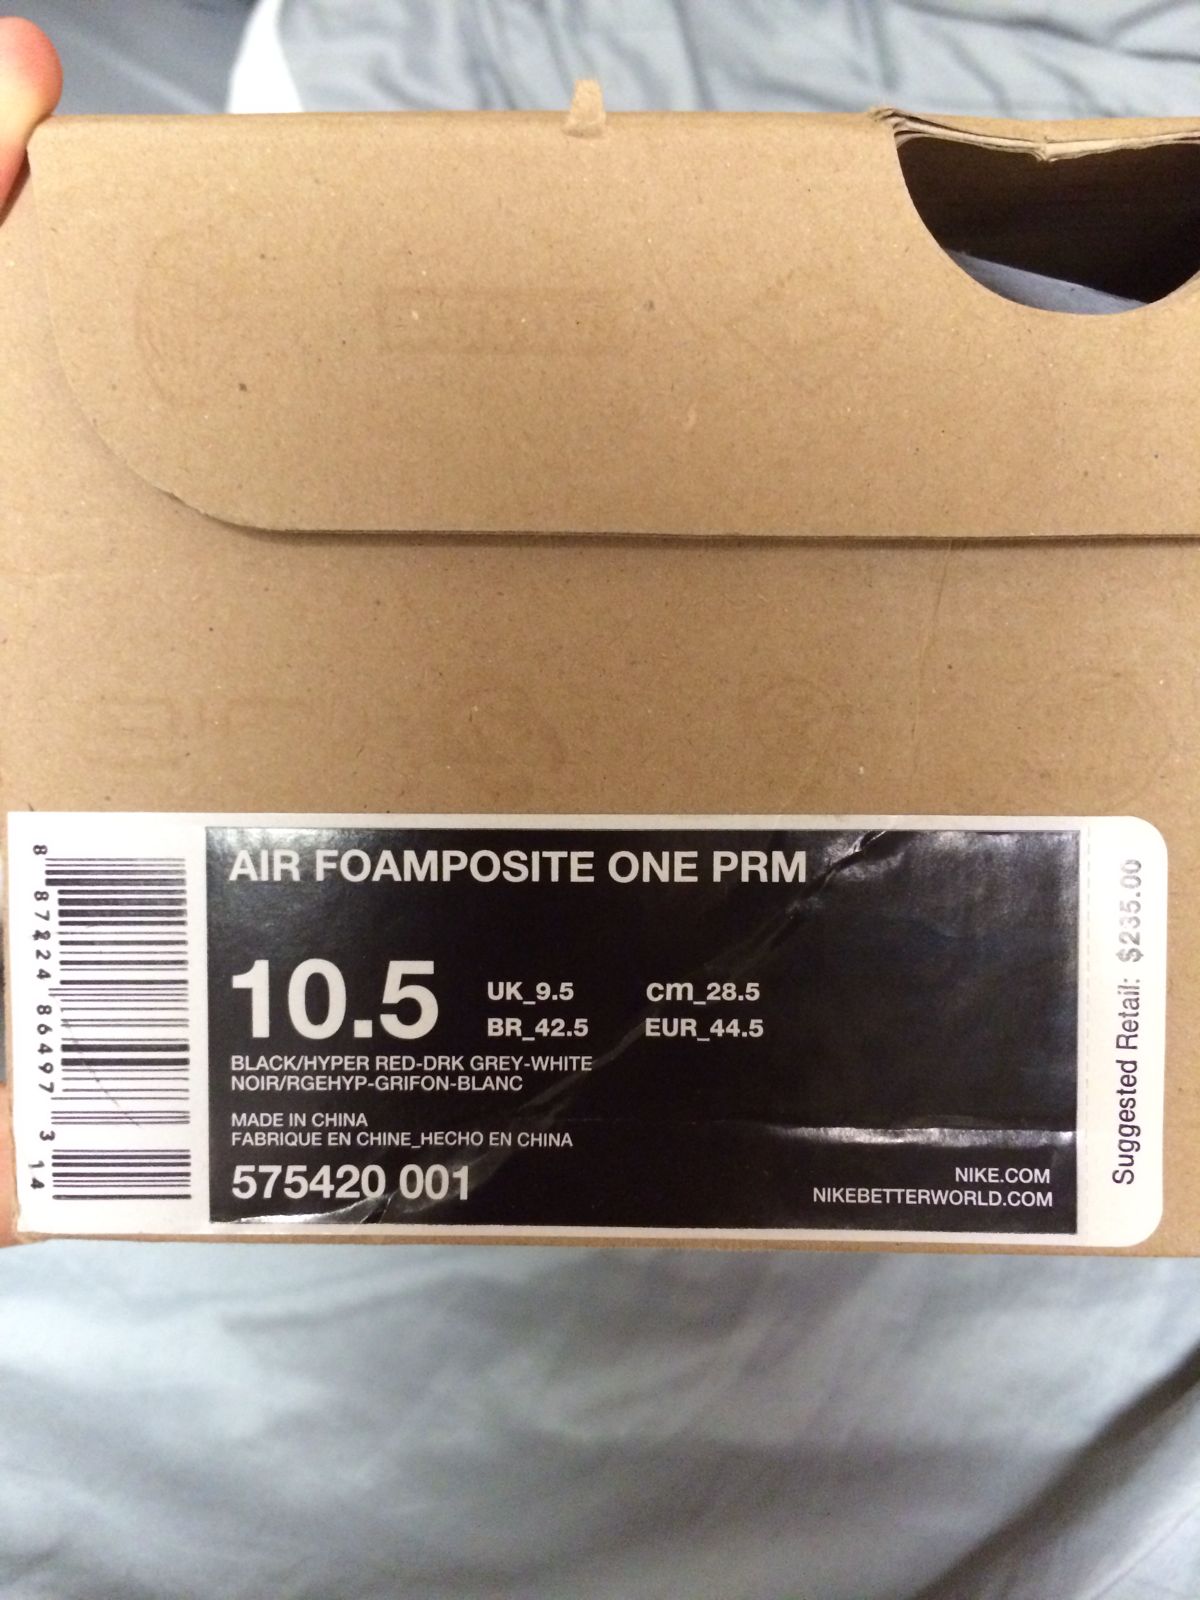 AIR FOAMPOSITE ONE PRM
10.5
UK_9.5 cm_28.5
BR_42.5 EUR_44.5
BLACK/HYPER RED-DRK GREY-WHITE
NOIR/RGEHYP-GRIFON-BLANC
MADE IN CHINA
FABRIQUE EN CHINE_HECHO EN CHINA
575420 001
NIKE.COM
NIKEBETTERWORLD.COM
Suggested Retail: $235.00
8 87224 86497 3 14